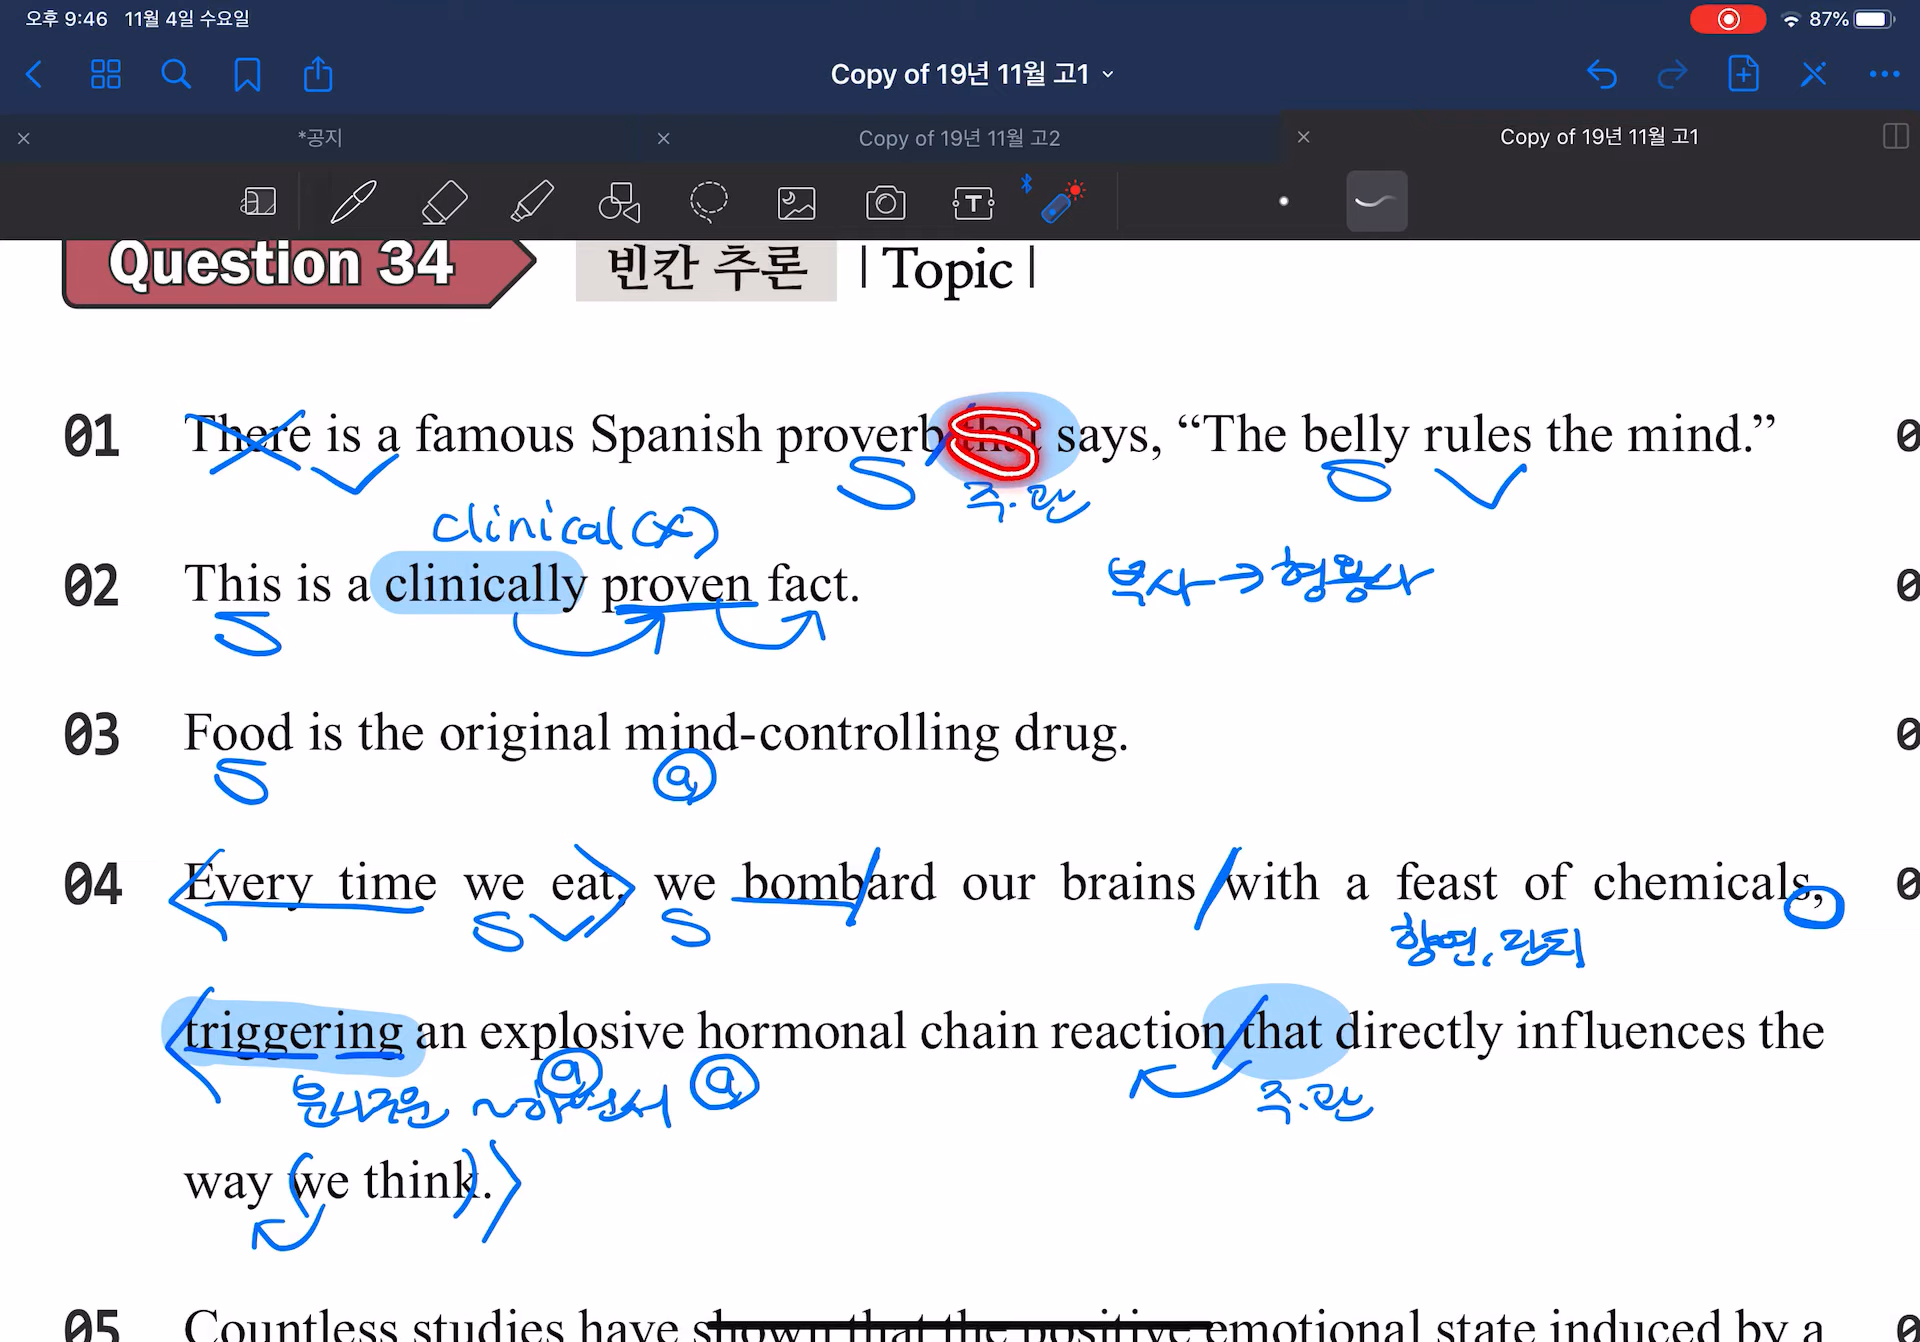 오후 9:46 11월 4일 수요일 87%
Copy of 19년 11월 고1
*공지 Copy of 19년 11월 고2 Copy of 19년 11월 고1
Question 34 빈칸 추론 | Topic |
01 There is a famous Spanish proverb that says, “The belly rules the mind.”
S 주.관 S
clinical(x)
02 This is a clinically proven fact.
부사→형용사
S
03 Food is the original mind-controlling drug.
S ⓐ
04 Every time we eat, we bombard our brains with a feast of chemicals,
S S 향연, 잔치
triggering an explosive hormonal chain reaction that directly influences the
분사구문 ~하면서 ⓐ ⓐ 주.관
way we think.
05 Countless studies have shown that the positive emotional state induced by a